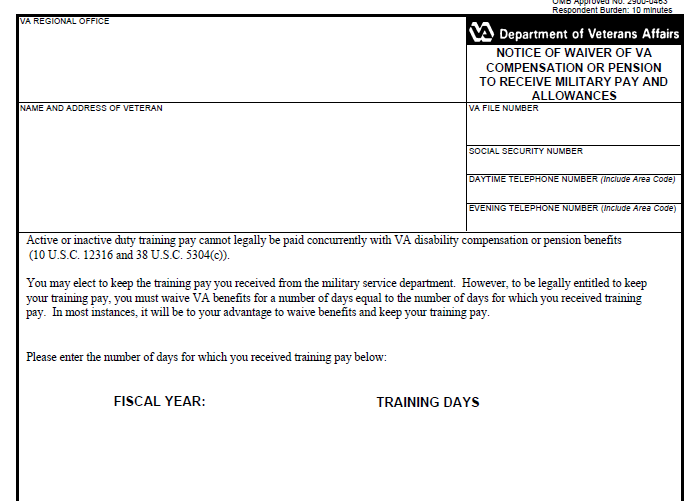 OMB Approved No. 2900-0463
Respondent Burden: 10 minutes
VA REGIONAL OFFICE
VA Department of Veterans Affairs
NOTICE OF WAIVER OF VA
COMPENSATION OR PENSION
TO RECEIVE MILITARY PAY AND
ALLOWANCES
NAME AND ADDRESS OF VETERAN
VA FILE NUMBER
SOCIAL SECURITY NUMBER
DAYTIME TELEPHONE NUMBER (Include Area Code)
EVENING TELEPHONE NUMBER (Include Area Code)
Active or inactive duty training pay cannot legally be paid concurrently with VA disability compensation or pension benefits
(10 U.S.C. 12316 and 38 U.S.C. 5304(c)).
You may elect to keep the training pay you received from the military service department. However, to be legally entitled to keep
your training pay, you must waive VA benefits for a number of days equal to the number of days for which you received training
pay. In most instances, it will be to your advantage to waive benefits and keep your training pay.
Please enter the number of days for which you received training pay below:
FISCAL YEAR: TRAINING DAYS